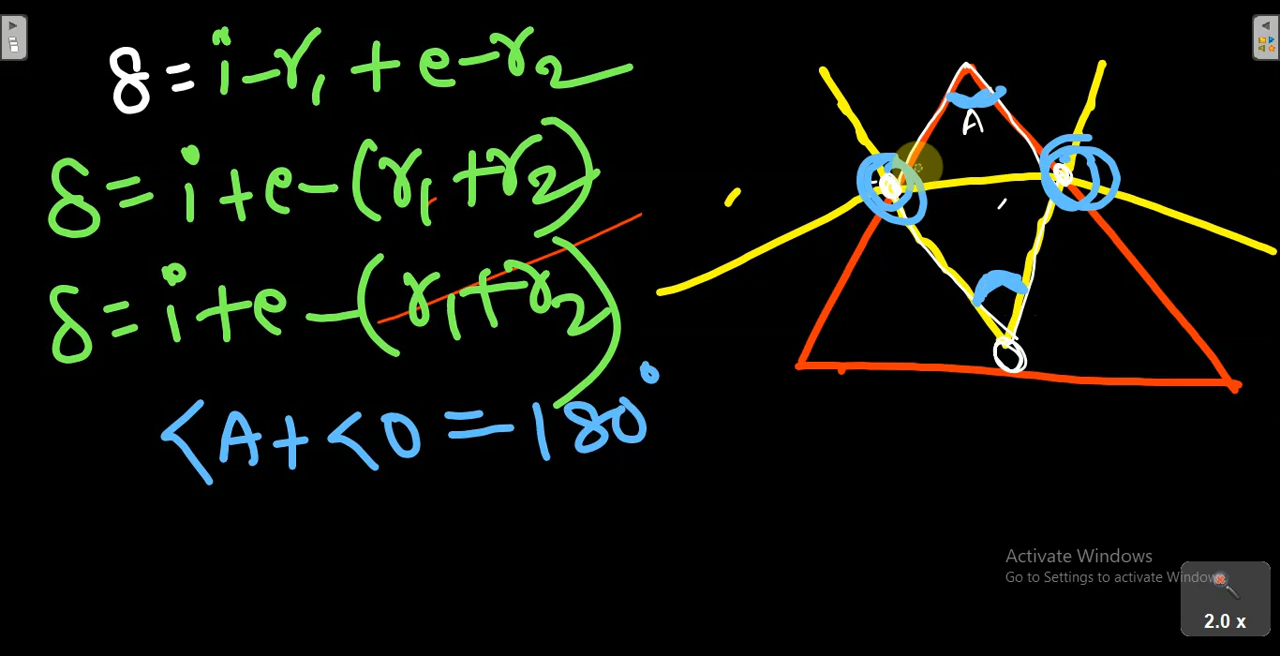 δ = i - r₁ + e - r₂
δ = i + e - (r₁ + r₂)
δ = i + e - (r₁ + r₂)
<A + <O = 180°
A
O
Activate Windows
Go to Settings to activate Windows
2.0 x